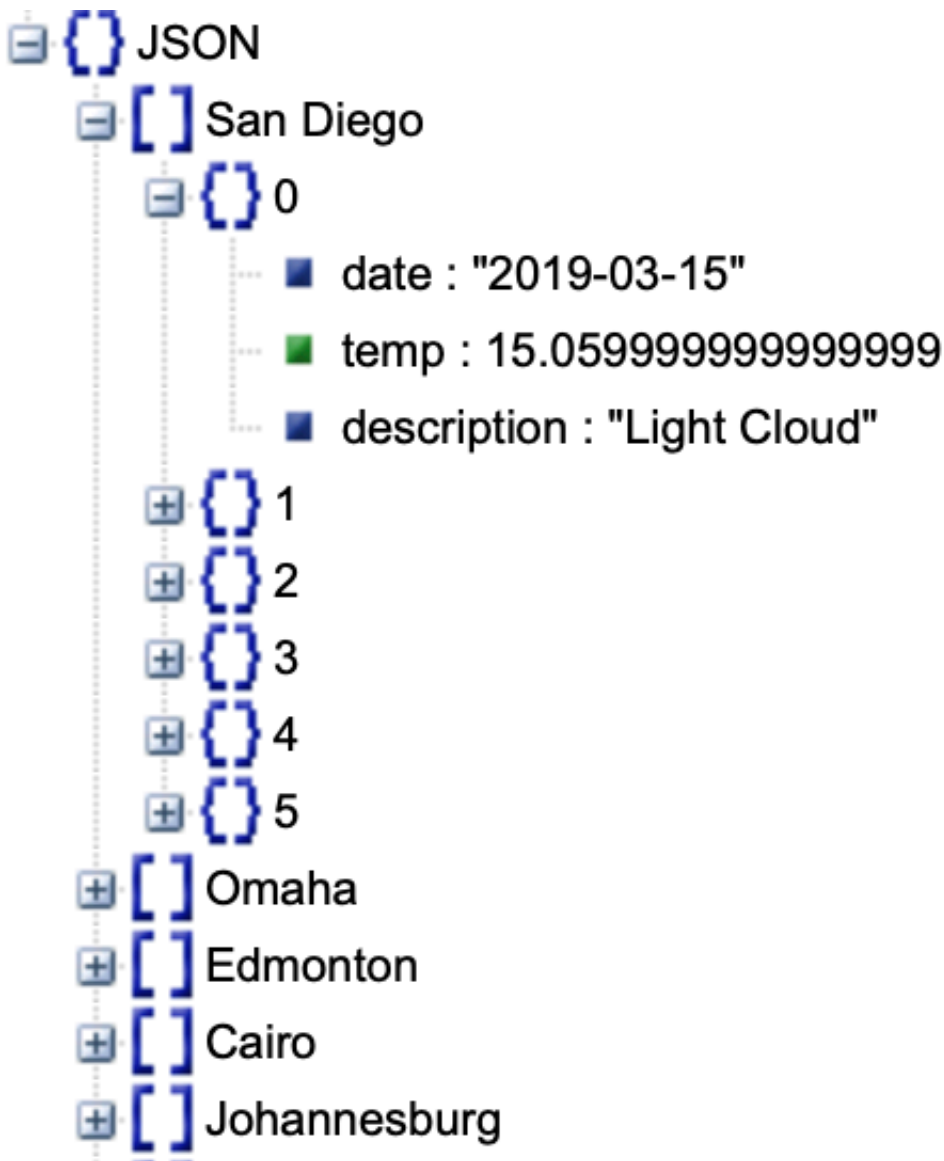 JSON
San Diego
0
date : "2019-03-15"
temp : 15.059999999999999
description : "Light Cloud"
1
2
3
4
5
Omaha
Edmonton
Cairo
Johannesburg